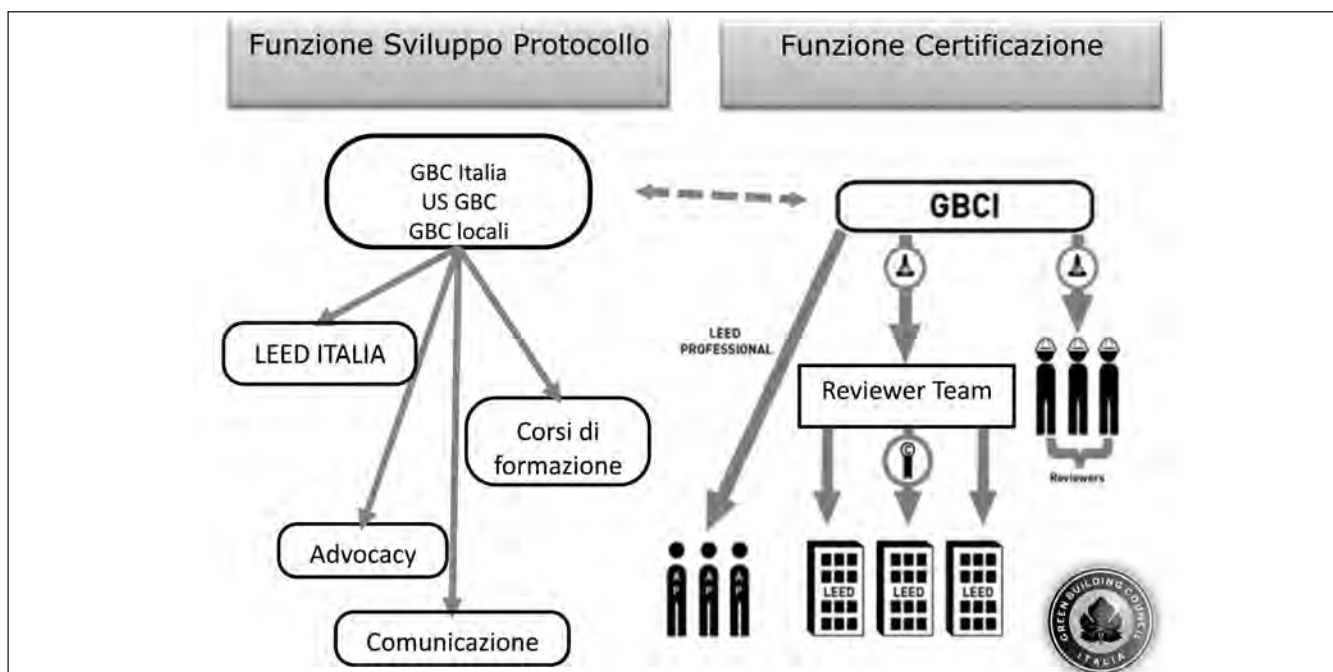 Funzione Sviluppo Protocollo
Funzione Certificazione
GBC Italia
US GBC
GBC locali
GBCI
LEED ITALIA
LEED
PROFESSIONAL
Reviewer Team
Corsi di
formazione
Reviewers
Advocacy
Comunicazione
AP
AP
AP
LEED
LEED
LEED
GREEN BUILDING COUNCIL
ITALIA